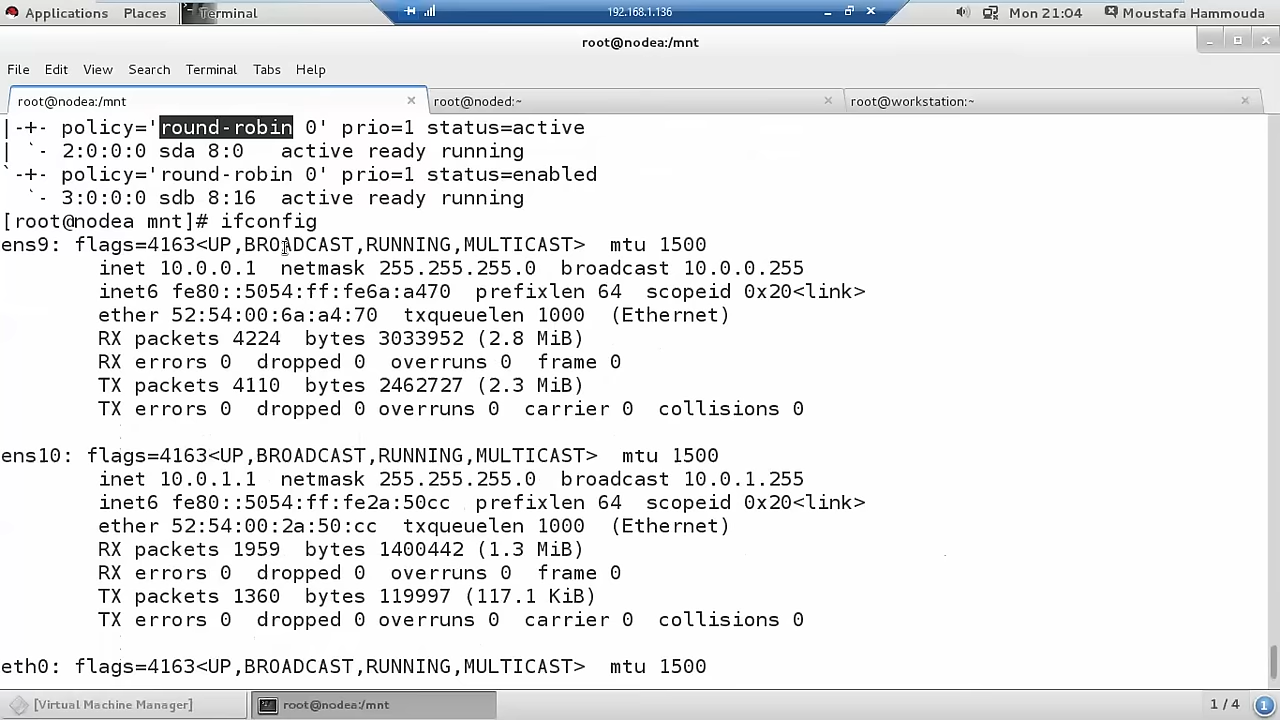 Applications Places Terminal 192.168.1.136 Mon 21:04 Moustafa Hammouda
root@nodea:/mnt
File Edit View Search Terminal Tabs Help
root@nodea:/mnt root@noded:~ root@workstation:~
|-+- policy='round-robin 0' prio=1 status=active
| `- 2:0:0:0 sda 8:0 active ready running
`-+- policy='round-robin 0' prio=1 status=enabled
`- 3:0:0:0 sdb 8:16 active ready running
[root@nodea mnt]# ifconfig
ens9: flags=4163<UP,BROADCAST,RUNNING,MULTICAST> mtu 1500
inet 10.0.0.1 netmask 255.255.255.0 broadcast 10.0.0.255
inet6 fe80::5054:ff:fe6a:a470 prefixlen 64 scopeid 0x20<link>
ether 52:54:00:6a:a4:70 txqueuelen 1000 (Ethernet)
RX packets 4224 bytes 3033952 (2.8 MiB)
RX errors 0 dropped 0 overruns 0 frame 0
TX packets 4110 bytes 2462727 (2.3 MiB)
TX errors 0 dropped 0 overruns 0 carrier 0 collisions 0
ens10: flags=4163<UP,BROADCAST,RUNNING,MULTICAST> mtu 1500
inet 10.0.1.1 netmask 255.255.255.0 broadcast 10.0.1.255
inet6 fe80::5054:ff:fe2a:50cc prefixlen 64 scopeid 0x20<link>
ether 52:54:00:2a:50:cc txqueuelen 1000 (Ethernet)
RX packets 1959 bytes 1400442 (1.3 MiB)
RX errors 0 dropped 0 overruns 0 frame 0
TX packets 1360 bytes 119997 (117.1 KiB)
TX errors 0 dropped 0 overruns 0 carrier 0 collisions 0
eth0: flags=4163<UP,BROADCAST,RUNNING,MULTICAST> mtu 1500
[Virtual Machine Manager] root@nodea:/mnt 1 / 4 1